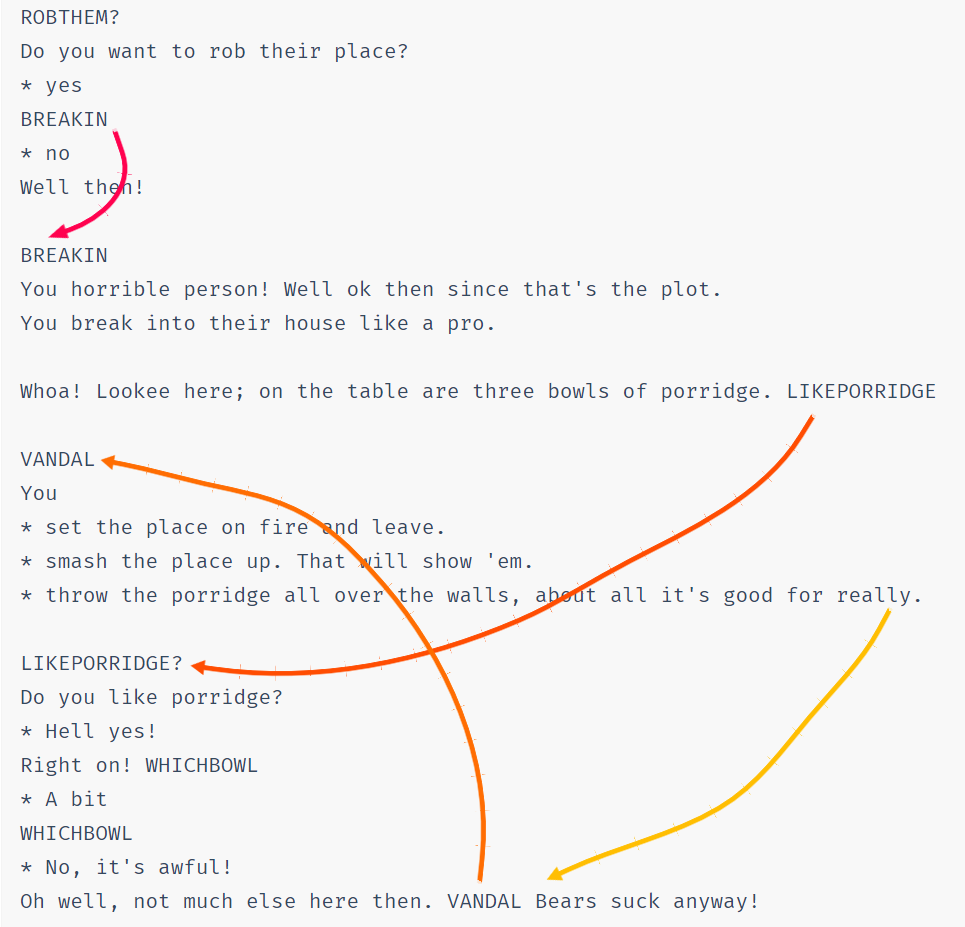 ROBTHEM?
Do you want to rob their place?
* yes
BREAKIN
* no
Well then!
BREAKIN
You horrible person! Well ok then since that's the plot.
You break into their house like a pro.
Whoa! Lookee here; on the table are three bowls of porridge. LIKEPORRIDGE
VANDAL
You
* set the place on fire and leave.
* smash the place up. That will show 'em.
* throw the porridge all over the walls, about all it's good for really.
LIKEPORRIDGE?
Do you like porridge?
* Hell yes!
Right on! WHICHBOWL
* A bit
WHICHBOWL
* No, it's awful!
Oh well, not much else here then. VANDAL Bears suck anyway!